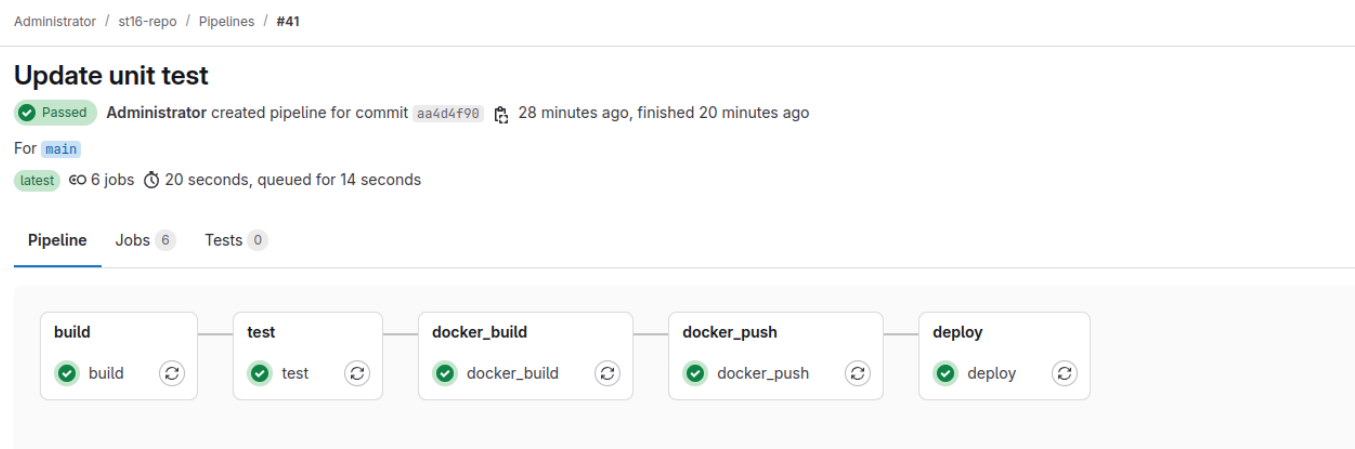 Administrator / st16-repo / Pipelines / #41
Update unit test
Passed Administrator created pipeline for commit aa4d4f90 28 minutes ago, finished 20 minutes ago
For main
latest 6 jobs 20 seconds, queued for 14 seconds
Pipeline Jobs 6 Tests 0
build test docker_build docker_push deploy
build test docker_build docker_push deploy